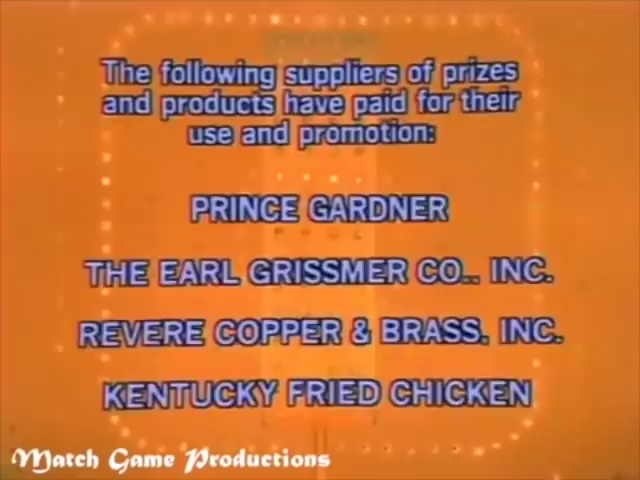 The following suppliers of prizes
and products have paid for their
use and promotion:
PRINCE GARDNER
THE EARL GRISSMER CO., INC.
REVERE COPPER & BRASS, INC.
KENTUCKY FRIED CHICKEN
Match Game Productions